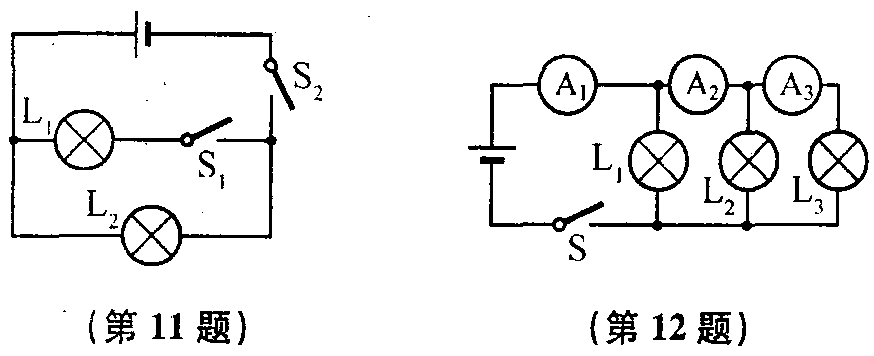 S₂
L₁
S₁
L₂
(第 11 题)
A₁ A₂ A₃
L₁ L₂ L₃
S
(第 12 题)